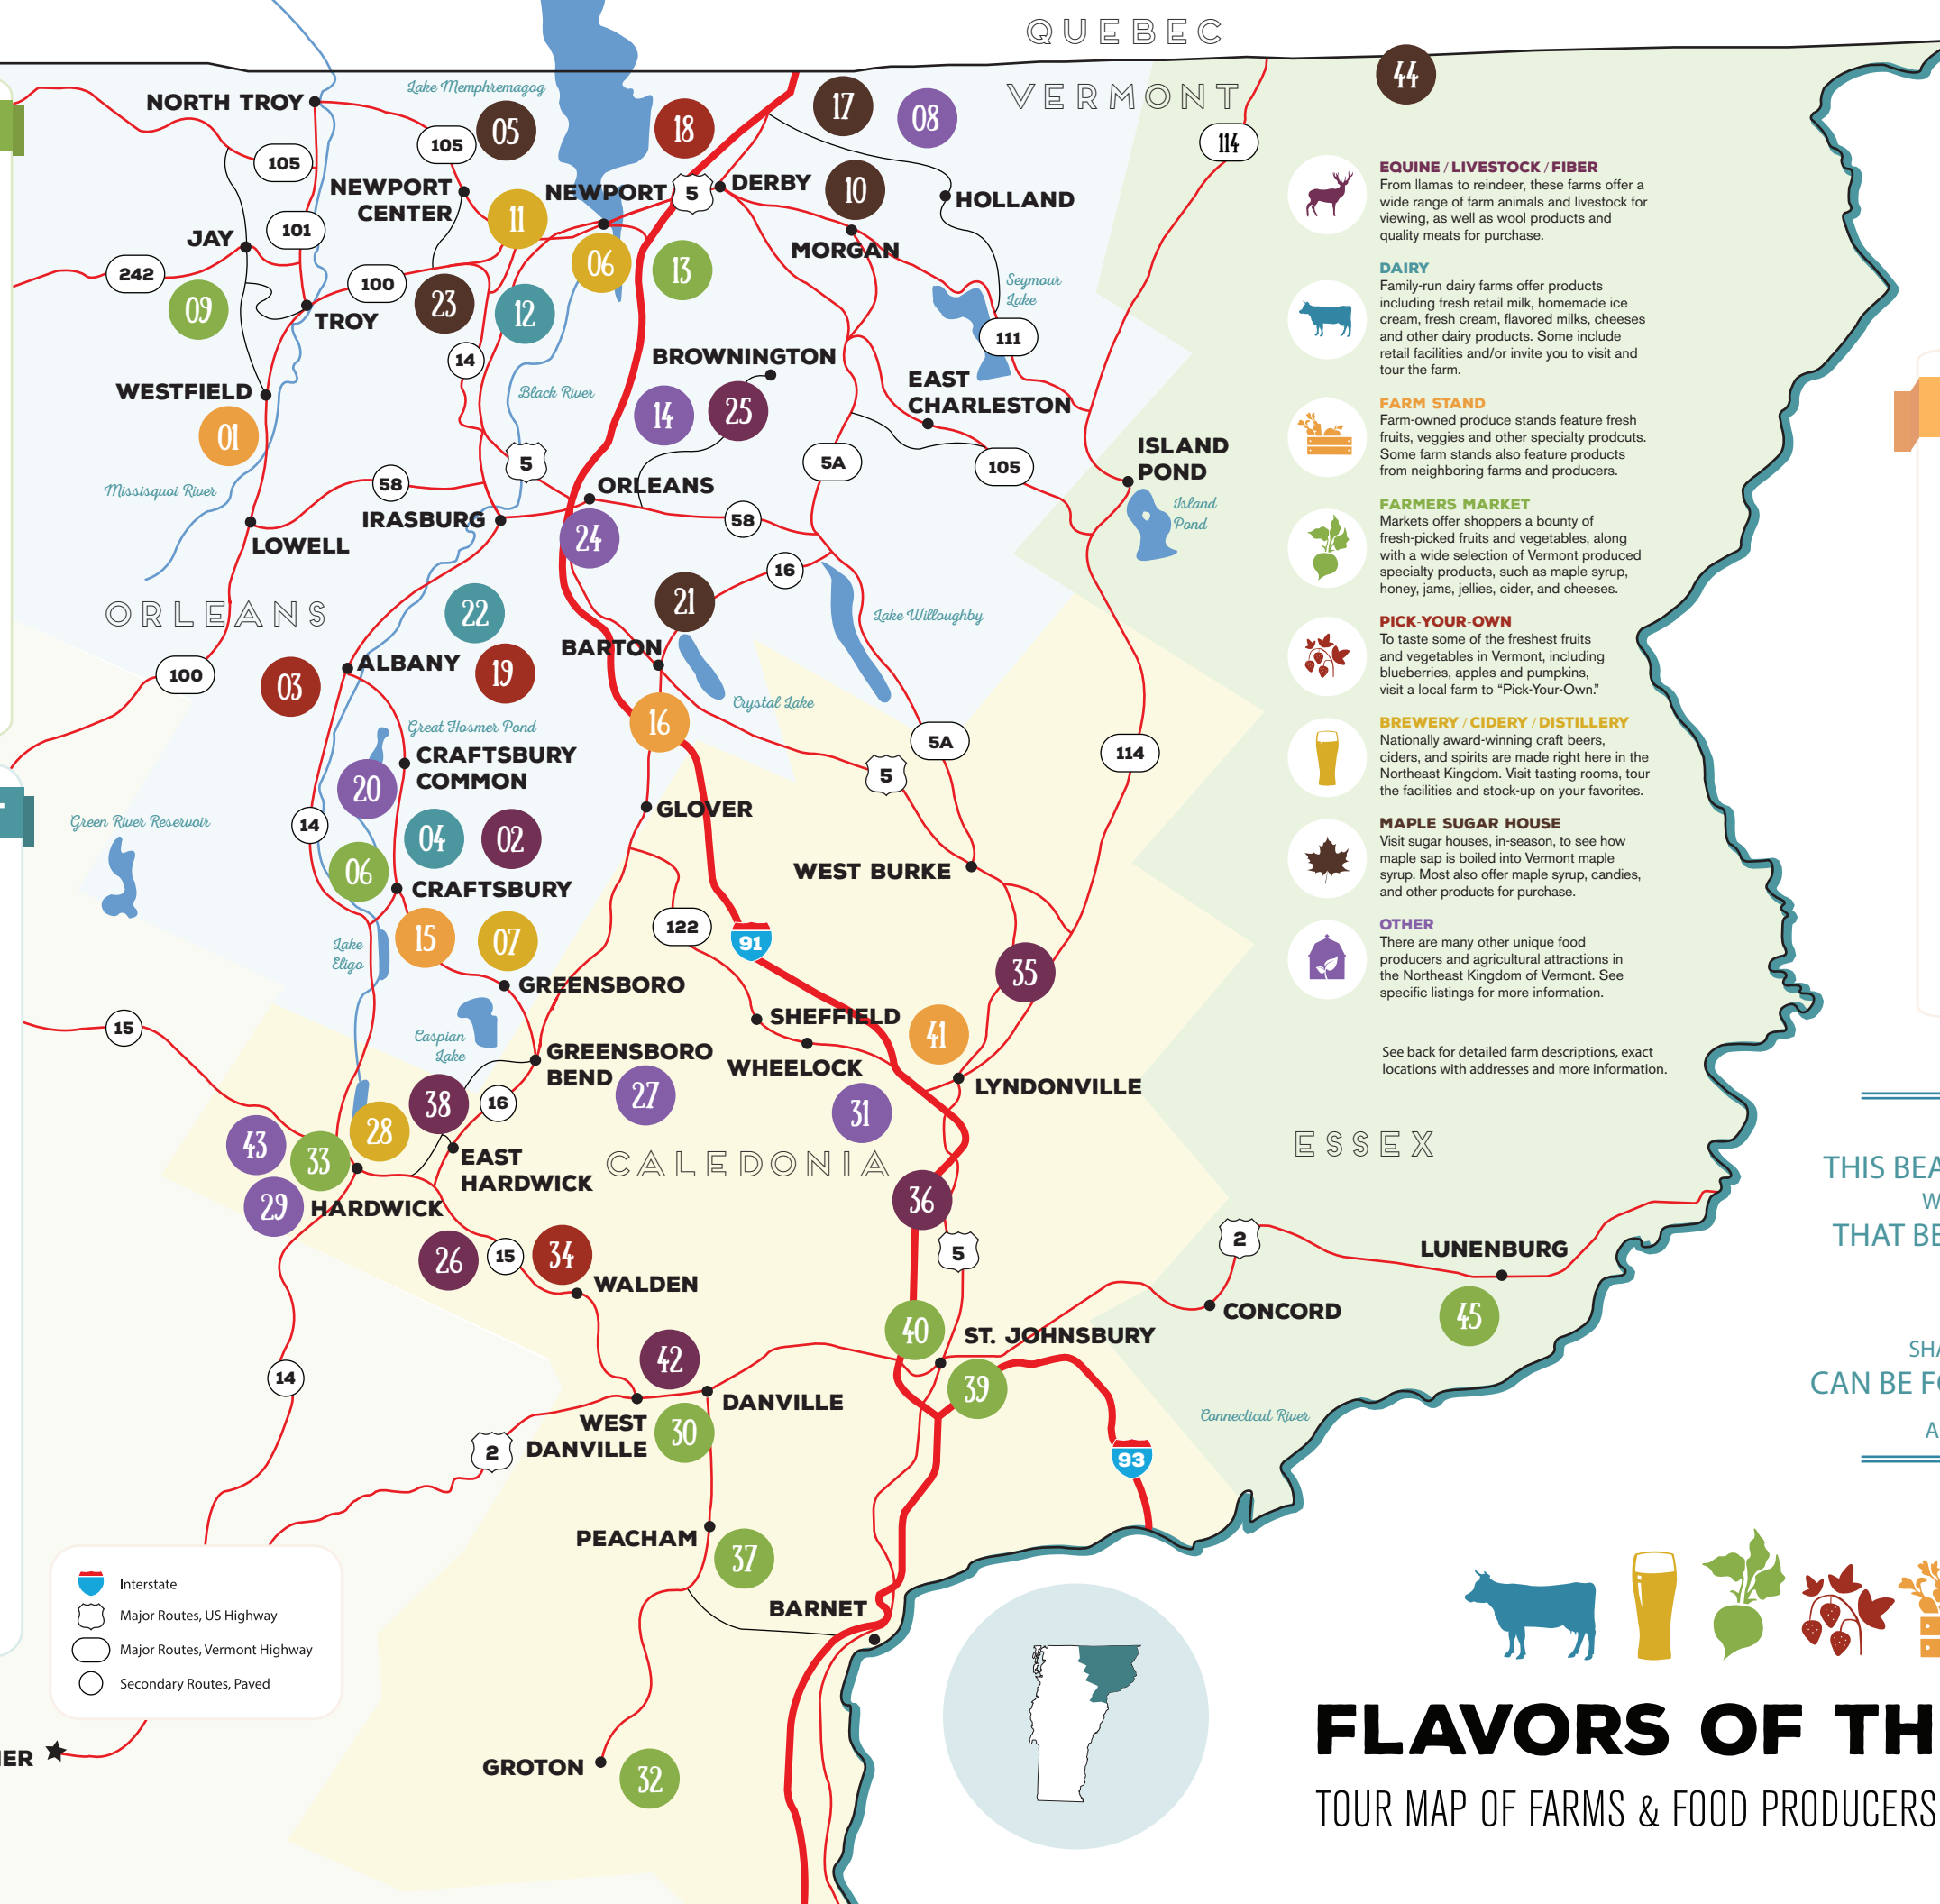 QUEBEC
VERMONT
44
NORTH TROY
Lake Memphremagog
05
18
17
08
105
105
114
NEWPORT
CENTER
NEWPORT
5
DERBY
10
HOLLAND
11
JAY
101
MORGAN
242
100
06
13
Seymour
Lake
09
23
12
TROY
111
14
BROWNINGTON
WESTFIELD
Black River
EAST
CHARLESTON
01
14
25
5
5A
105
ISLAND
POND
Missisquoi River
58
ORLEANS
Island
Pond
IRASBURG
58
LOWELL
24
16
ORLEANS
22
21
Lake Willoughby
BARTON
100
ALBANY
03
19
Crystal Lake
16
Great Hosmer Pond
5A
114
CRAFTSBURY
COMMON
20
5
GLOVER
Green River Reservoir
14
04
02
06
WEST BURKE
CRAFTSBURY
15
07
122
91
Lake
Eligo
35
GREENSBORO
15
SHEFFIELD
41
Caspian
Lake
GREENSBORO
BEND
WHEELOCK
LYNDONVILLE
38
16
27
31
28
43
33
EAST
HARDWICK
CALEDONIA
ESSEX
29
HARDWICK
36
26
15
34
5
2
LUNENBURG
WALDEN
CONCORD
45
40
ST. JOHNSBURY
42
14
39
DANVILLE
WEST
DANVILLE
30
2
Connecticut River
93
PEACHAM
37
BARNET
GROTON
32
EQUINE / LIVESTOCK / FIBER
From llamas to reindeer, these farms offer a
wide range of farm animals and livestock for
viewing, as well as wool products and
quality meats for purchase.
DAIRY
Family-run dairy farms offer products
including fresh retail milk, homemade ice
cream, fresh cream, flavored milks, cheeses
and other dairy products. Some include
retail facilities and/or invite you to visit and
tour the farm.
FARM STAND
Farm-owned produce stands feature fresh
fruits, veggies and other specialty prodcuts.
Some farm stands also feature products
from neighboring farms and producers.
FARMERS MARKET
Markets offer shoppers a bounty of
fresh-picked fruits and vegetables, along
with a wide selection of Vermont produced
specialty products, such as maple syrup,
honey, jams, jellies, cider, and cheeses.
PICK-YOUR-OWN
To taste some of the freshest fruits
and vegetables in Vermont, including
blueberries, apples and pumpkins,
visit a local farm to “Pick-Your-Own.”
BREWERY / CIDERY / DISTILLERY
Nationally award-winning craft beers,
ciders, and spirits are made right here in the
Northeast Kingdom. Visit tasting rooms, tour
the facilities and stock-up on your favorites.
MAPLE SUGAR HOUSE
Visit sugar houses, in-season, to see how
maple sap is boiled into Vermont maple
syrup. Most also offer maple syrup, candies,
and other products for purchase.
OTHER
There are many other unique food
producers and agricultural attractions in
the Northeast Kingdom of Vermont. See
specific listings for more information.
See back for detailed farm descriptions, exact
locations with addresses and more information.
THIS BEA
W
THAT BE
SHA
CAN BE F
A
Interstate
Major Routes, US Highway
Major Routes, Vermont Highway
Secondary Routes, Paved
IER
FLAVORS OF TH
TOUR MAP OF FARMS & FOOD PRODUCERS